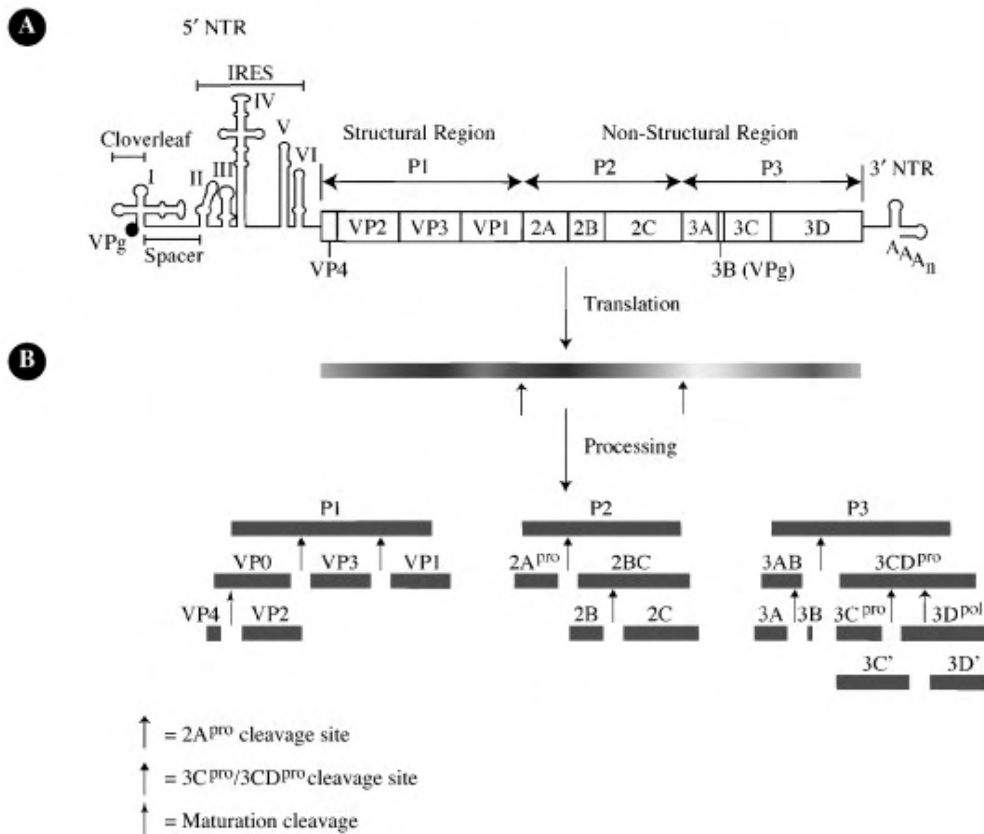 A
5′ NTR
IRES
IV
Cloverleaf
V
Structural Region
Non-Structural Region
I
II
III
VI
P1
P2
P3
3′ NTR
VP2
VP3
VP1
2A
2B
2C
3A
3C
3D
VPg
Spacer
VP4
3B (VPg)
AAAn
Translation
B
Processing
P1
P2
P3
VP0
VP3
VP1
2Apro
2BC
3AB
3CDpro
VP4
VP2
2B
2C
3A
3B
3Cpro
3Dpol
3C’
3D’
= 2Apro cleavage site
= 3Cpro/3CDpro cleavage site
= Maturation cleavage